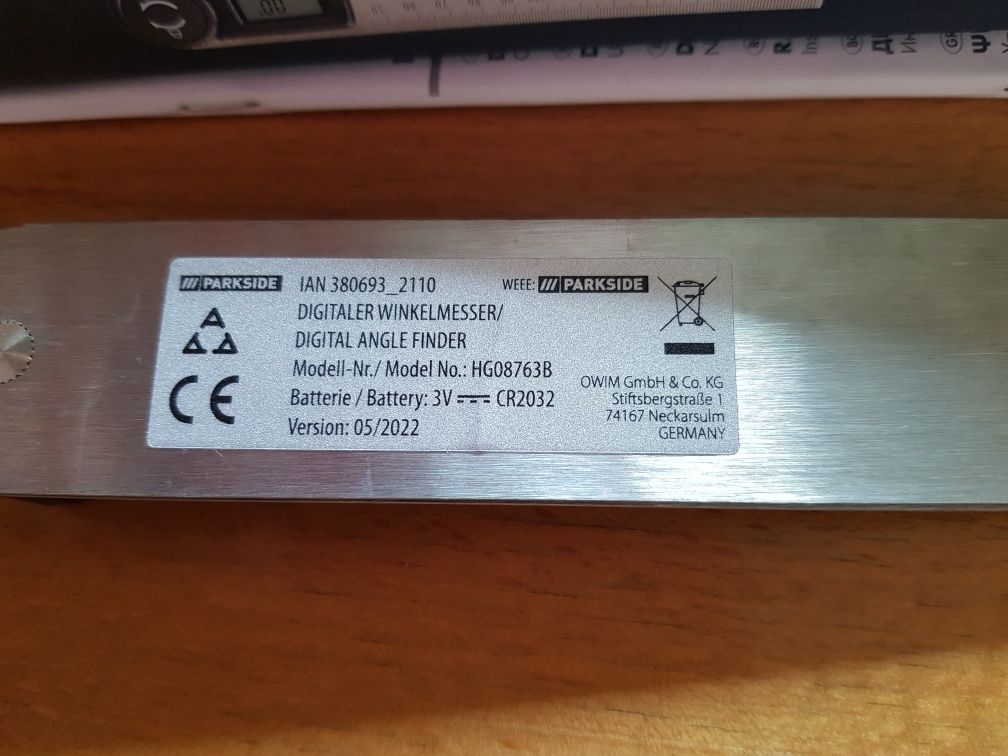 PARKSIDE IAN 380693_2110 WEEE: PARKSIDE
DIGITALER WINKELMESSER/
DIGITAL ANGLE FINDER
Modell-Nr./ Model No.: HG08763B
Batterie / Battery: 3V CR2032
Version: 05/2022
CE
OWIM GmbH & Co. KG
Stiftsbergstraße 1
74167 Neckarsulm
GERMANY